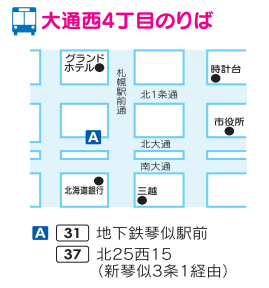 大通西4丁目のりば
グランド
ホテル
札幌駅前通
時計台
北1条通
市役所
A
北大通
南大通
北海道銀行
三越
A 31 地下鉄琴似駅前
37 北25西15
（新琴似3条1経由）